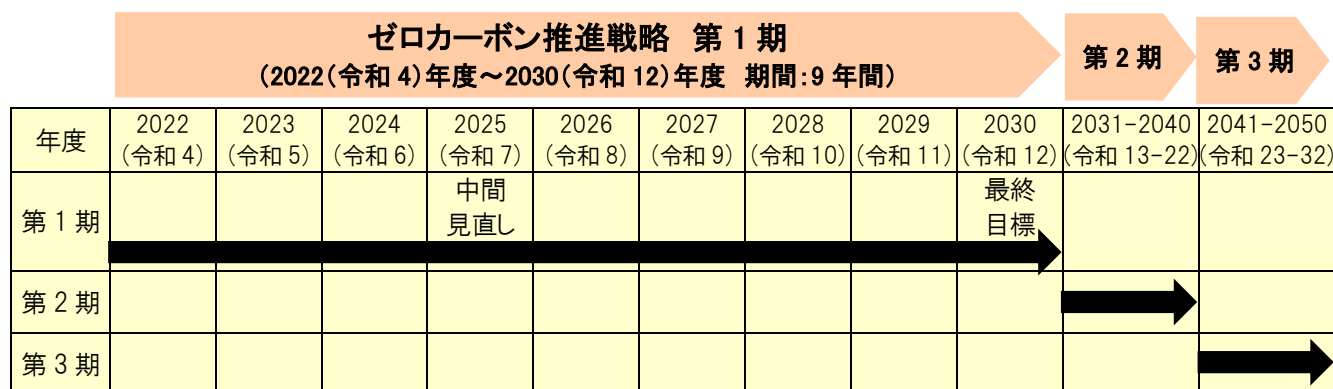 ゼロカーボン推進戦略 第1期
(2022(令和4)年度～2030(令和12)年度 期間:9年間)
第2期
第3期
年度
2022
(令和4)
2023
(令和5)
2024
(令和6)
2025
(令和7)
2026
(令和8)
2027
(令和9)
2028
(令和10)
2029
(令和11)
2030
(令和12)
2031-2040
(令和13-22)
2041-2050
(令和23-32)
第1期
中間
見直し
最終
目標
第2期
第3期